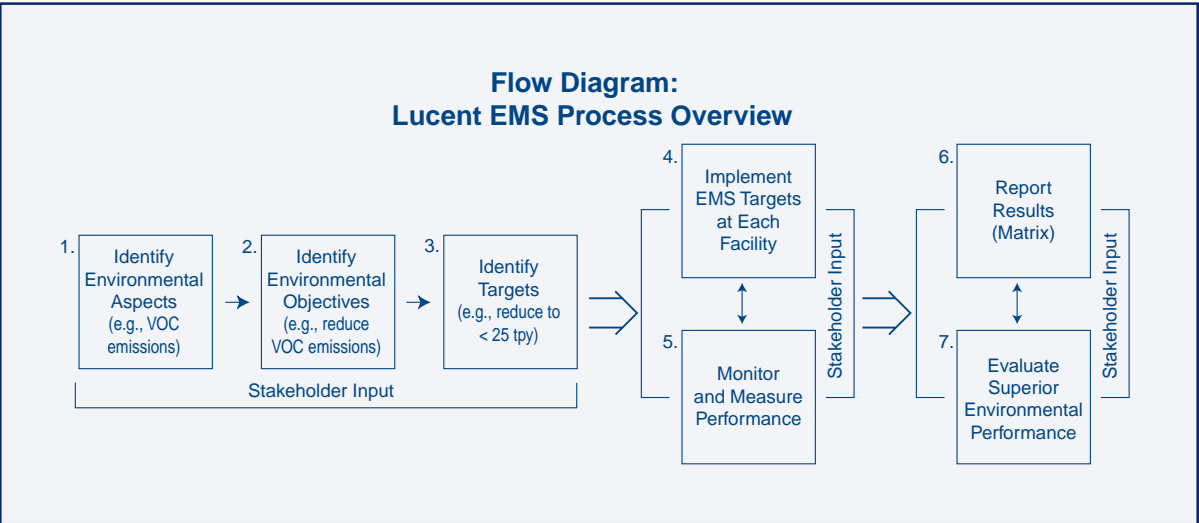 Flow Diagram:
Lucent EMS Process Overview
1.
Identify
Environmental
Aspects
(e.g., VOC
emissions)
2.
Identify
Environmental
Objectives
(e.g., reduce
VOC emissions)
3.
Identify
Targets
(e.g., reduce to
< 25 tpy)
Stakeholder Input
4.
Implement
EMS Targets
at Each
Facility
5.
Monitor
and Measure
Performance
Stakeholder Input
6.
Report
Results
(Matrix)
7.
Evaluate
Superior
Environmental
Performance
Stakeholder Input